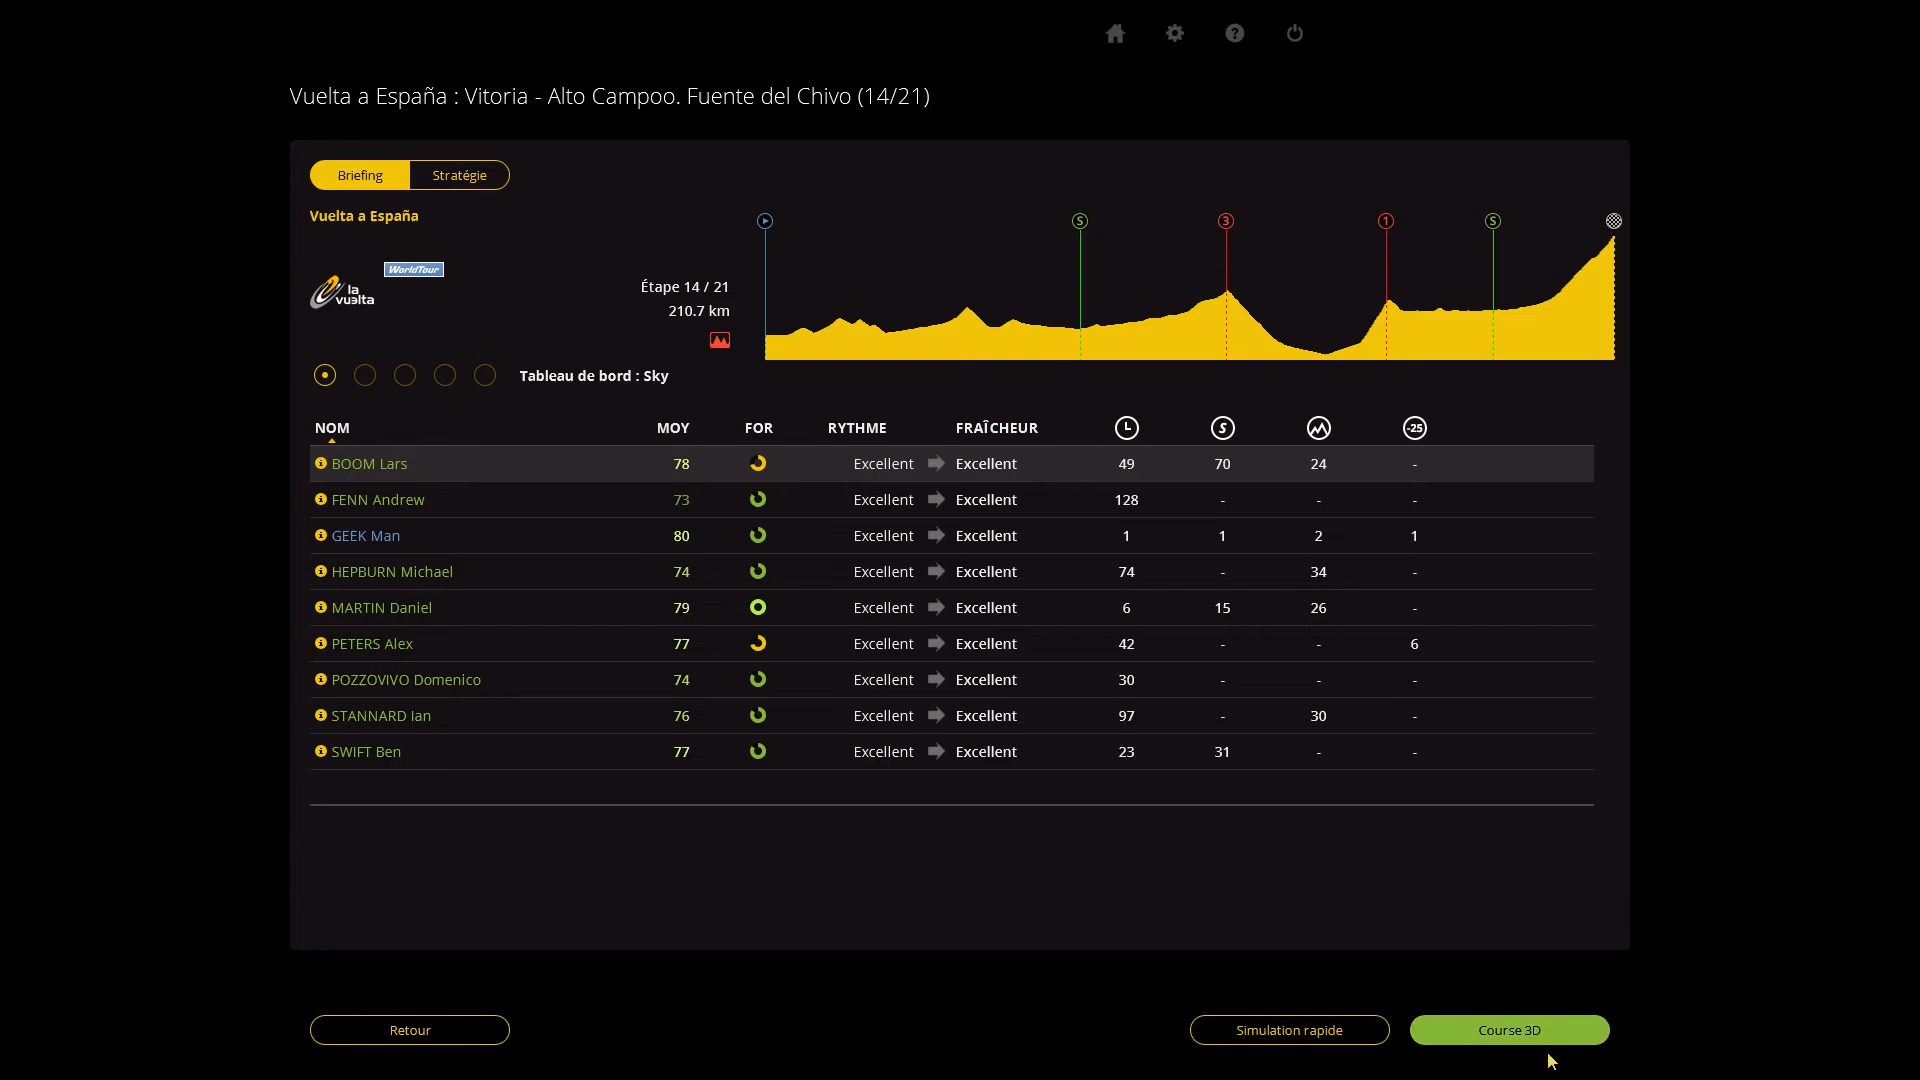 Vuelta a España : Vitoria - Alto Campoo. Fuente del Chivo (14/21)
Briefing Stratégie
Vuelta a España
S 3 1 S
WorldTour
la vuelta
Étape 14 / 21
210.7 km
Tableau de bord : Sky
NOM MOY FOR RYTHME FRAÎCHEUR S -25
BOOM Lars 78 Excellent Excellent 49 70 24 -
FENN Andrew 73 Excellent Excellent 128 - - -
GEEK Man 80 Excellent Excellent 1 1 2 1
HEPBURN Michael 74 Excellent Excellent 74 - 34 -
MARTIN Daniel 79 Excellent Excellent 6 15 26 -
PETERS Alex 77 Excellent Excellent 42 - - 6
POZZOVIVO Domenico 74 Excellent Excellent 30 - - -
STANNARD Ian 76 Excellent Excellent 97 - 30 -
SWIFT Ben 77 Excellent Excellent 23 31 - -
Retour Simulation rapide Course 3D